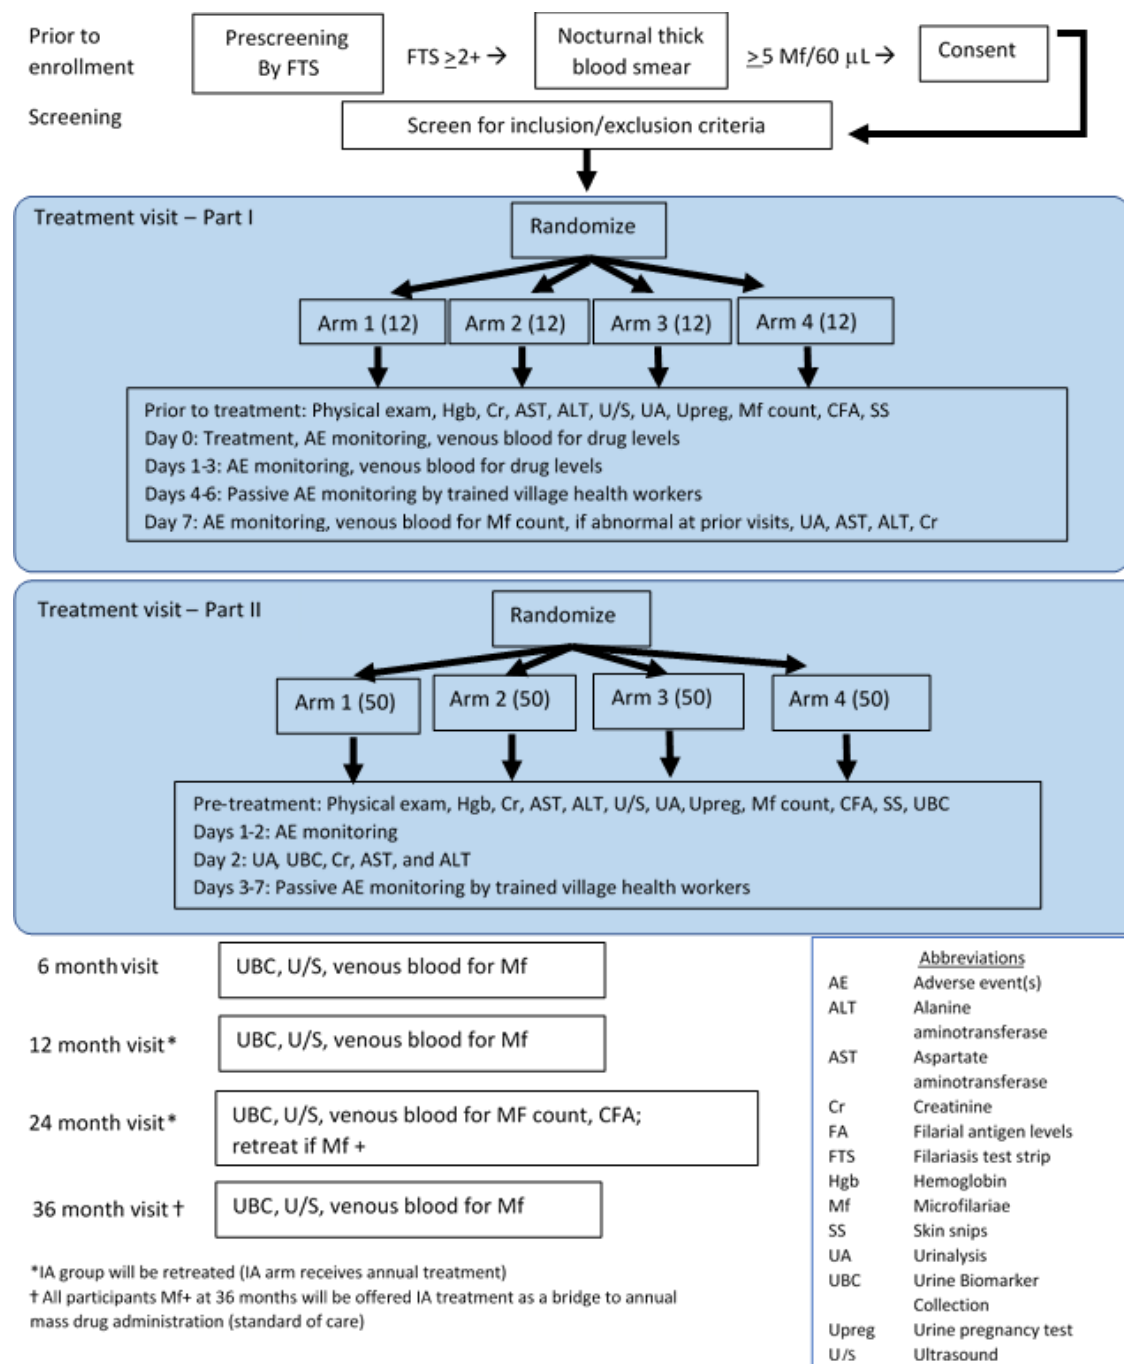 Prior to
enrollment
Prescreening
By FTS
FTS ≥2+ →
Nocturnal thick
blood smear
≥5 Mf/60 µL →
Consent
Screening
Screen for inclusion/exclusion criteria
Treatment visit – Part I
Randomize
Arm 1 (12)
Arm 2 (12)
Arm 3 (12)
Arm 4 (12)
Prior to treatment: Physical exam, Hgb, Cr, AST, ALT, U/S, UA, Upreg, Mf count, CFA, SS
Day 0: Treatment, AE monitoring, venous blood for drug levels
Days 1-3: AE monitoring, venous blood for drug levels
Days 4-6: Passive AE monitoring by trained village health workers
Day 7: AE monitoring, venous blood for Mf count, if abnormal at prior visits, UA, AST, ALT, Cr
Treatment visit – Part II
Randomize
Arm 1 (50)
Arm 2 (50)
Arm 3 (50)
Arm 4 (50)
Pre-treatment: Physical exam, Hgb, Cr, AST, ALT, U/S, UA, Upreg, Mf count, CFA, SS, UBC
Days 1-2: AE monitoring
Day 2: UA, UBC, Cr, AST, and ALT
Days 3-7: Passive AE monitoring by trained village health workers
6 month visit
UBC, U/S, venous blood for Mf
12 month visit*
UBC, U/S, venous blood for Mf
24 month visit*
UBC, U/S, venous blood for MF count, CFA;
retreat if Mf +
36 month visit †
UBC, U/S, venous blood for Mf
*IA group will be retreated (IA arm receives annual treatment)
† All participants Mf+ at 36 months will be offered IA treatment as a bridge to annual
mass drug administration (standard of care)
Abbreviations
AE Adverse event(s)
ALT Alanine
aminotransferase
AST Aspartate
aminotransferase
Cr Creatinine
FA Filarial antigen levels
FTS Filariasis test strip
Hgb Hemoglobin
Mf Microfilariae
SS Skin snips
UA Urinalysis
UBC Urine Biomarker
Collection
Upreg Urine pregnancy test
U/S Ultrasound